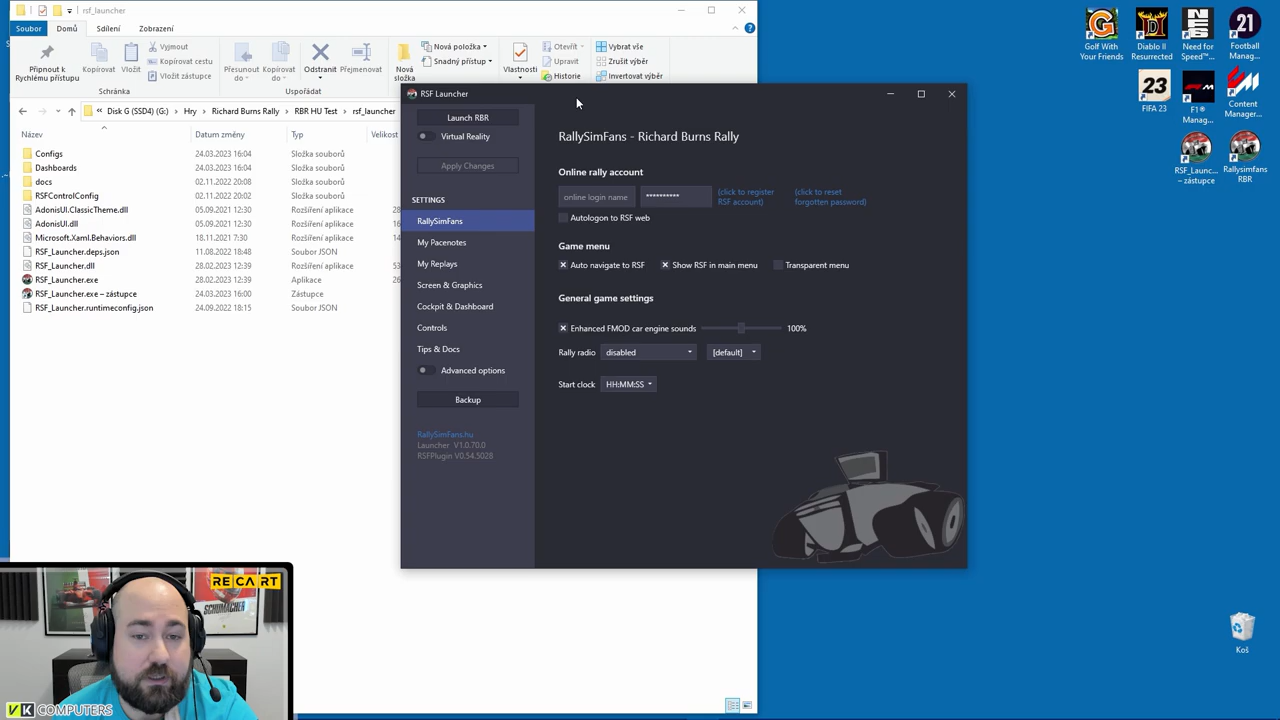 rsf_launcher
Soubor
Domů
Sdílení
Zobrazení
Připnout k
Rychlému přístupu
Kopírovat
Vložit
Vyjmout
Kopírovat cestu
Vložit zástupce
Schránka
Přesunout
do
Kopírovat
do
Odstranit
Přejmenovat
Nová
složka
Nová položka
Snadný přístup
Vlastnosti
Otevřít
Upravit
Historie
Vybrat vše
Zrušit výběr
Invertovat výběr
« Disk G (SSD4) (G:) > Hry > Richard Burns Rally > RBR HU Test > rsf_launcher
Název
Datum změny
Typ
Velikost
Configs 24.03.2023 16:04 Složka souborů
Dashboards 24.03.2023 16:04 Složka souborů
docs 02.11.2022 20:08 Složka souborů
RSFControlConfig 02.11.2022 20:08 Složka souborů
AdonisUI.ClassicTheme.dll 05.09.2021 7:30 Rozšíření aplikace 28
AdonisUI.dll 05.09.2021 7:30 Rozšíření aplikace
Microsoft.Xaml.Behaviors.dll 18.11.2021 7:30 Rozšíření aplikace 14
RSF_Launcher.deps.json 11.08.2022 18:48 Soubor JSON
RSF_Launcher.dll 28.02.2023 12:39 Rozšíření aplikace 53
RSF_Launcher.exe 28.02.2023 12:39 Aplikace 26
RSF_Launcher.exe – zástupce 24.03.2023 16:00 Zástupce
RSF_Launcher.runtimeconfig.json 24.09.2022 18:15 Soubor JSON
RSF Launcher
Launch RBR
Virtual Reality
Apply Changes
SETTINGS
RallySimFans
My Pacenotes
My Replays
Screen & Graphics
Cockpit & Dashboard
Controls
Tips & Docs
Advanced options
Backup
RallySimFans.hu
Launcher V1.0.70.0
RSFPlugin V0.54.5028
RallySimFans - Richard Burns Rally
Online rally account
online login name
**********
(click to register
RSF account)
(click to reset
forgotten password)
Autologon to RSF web
Game menu
Auto navigate to RSF
Show RSF in main menu
Transparent menu
General game settings
Enhanced FMOD car engine sounds
100%
Rally radio
disabled
[default]
Start clock
HH:MM:SS
Golf With
Your Friends
Diablo II
Resurrected
Need for
Speed™...
Football
Manag...
FIFA 23
F1®
Manag...
Content
Manager...
RSF_Launc...
– zástupce
Rallysimfans
RBR
Koš
RECART
SCHUMACHER
VK COMPUTERS